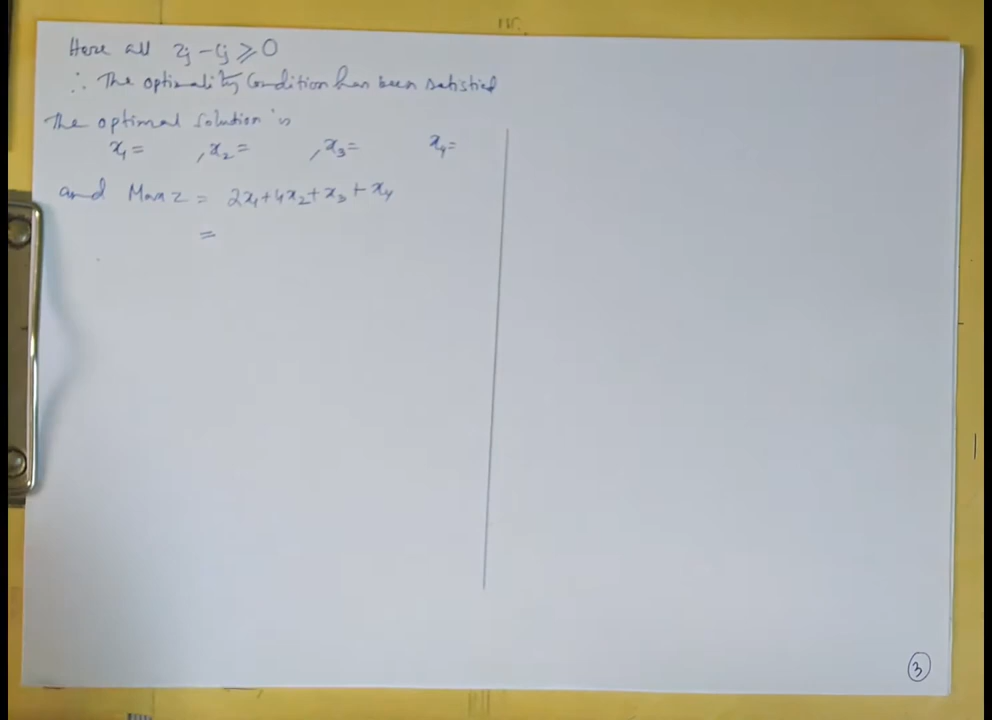 Here all zj - cj ⩾ 0
∴ The optimality Condition has been satisfied
The optimal solution is
x₁ = , x₂ = , x₃ = x₄ =
and Max z = 2x₁ + 4x₂ + x₃ + x₄
=
3